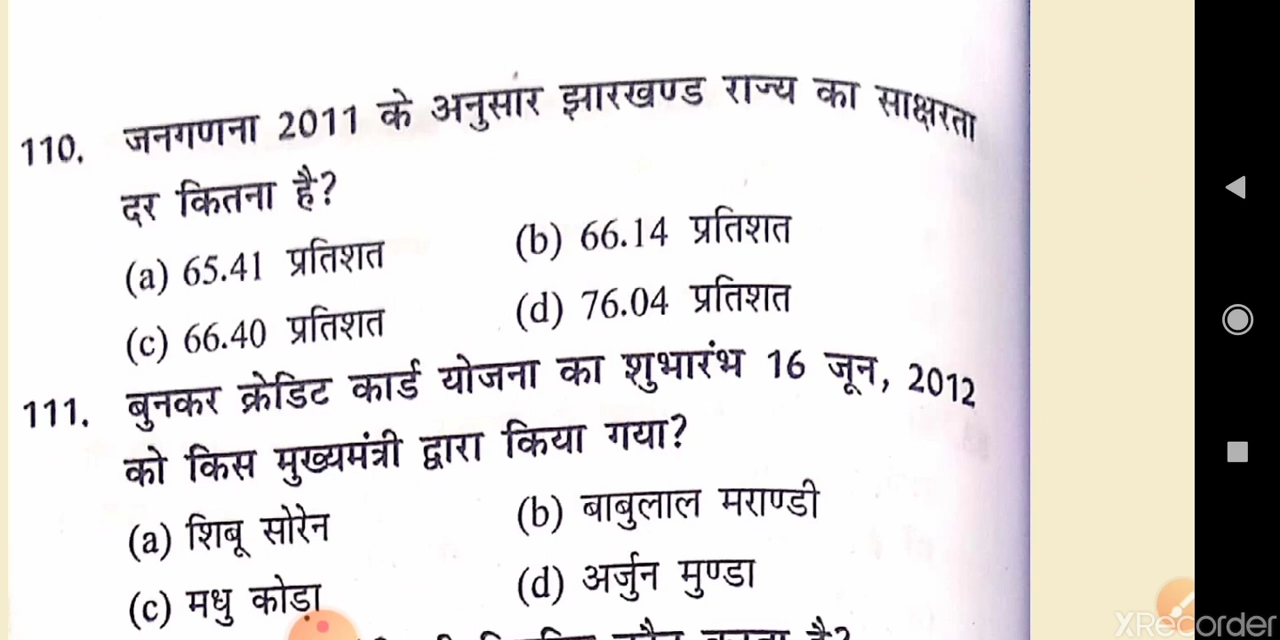 110. जनगणना 2011 के अनुसार झारखण्ड राज्य का साक्षरता
दर कितना है?
(a) 65.41 प्रतिशत (b) 66.14 प्रतिशत
(c) 66.40 प्रतिशत (d) 76.04 प्रतिशत
111. बुनकर क्रेडिट कार्ड योजना का शुभारंभ 16 जून, 2012
को किस मुख्यमंत्री द्वारा किया गया?
(a) शिबू सोरेन (b) बाबुलाल मराण्डी
(c) मधु कोड़ा (d) अर्जुन मुण्डा
है?
XRecorder